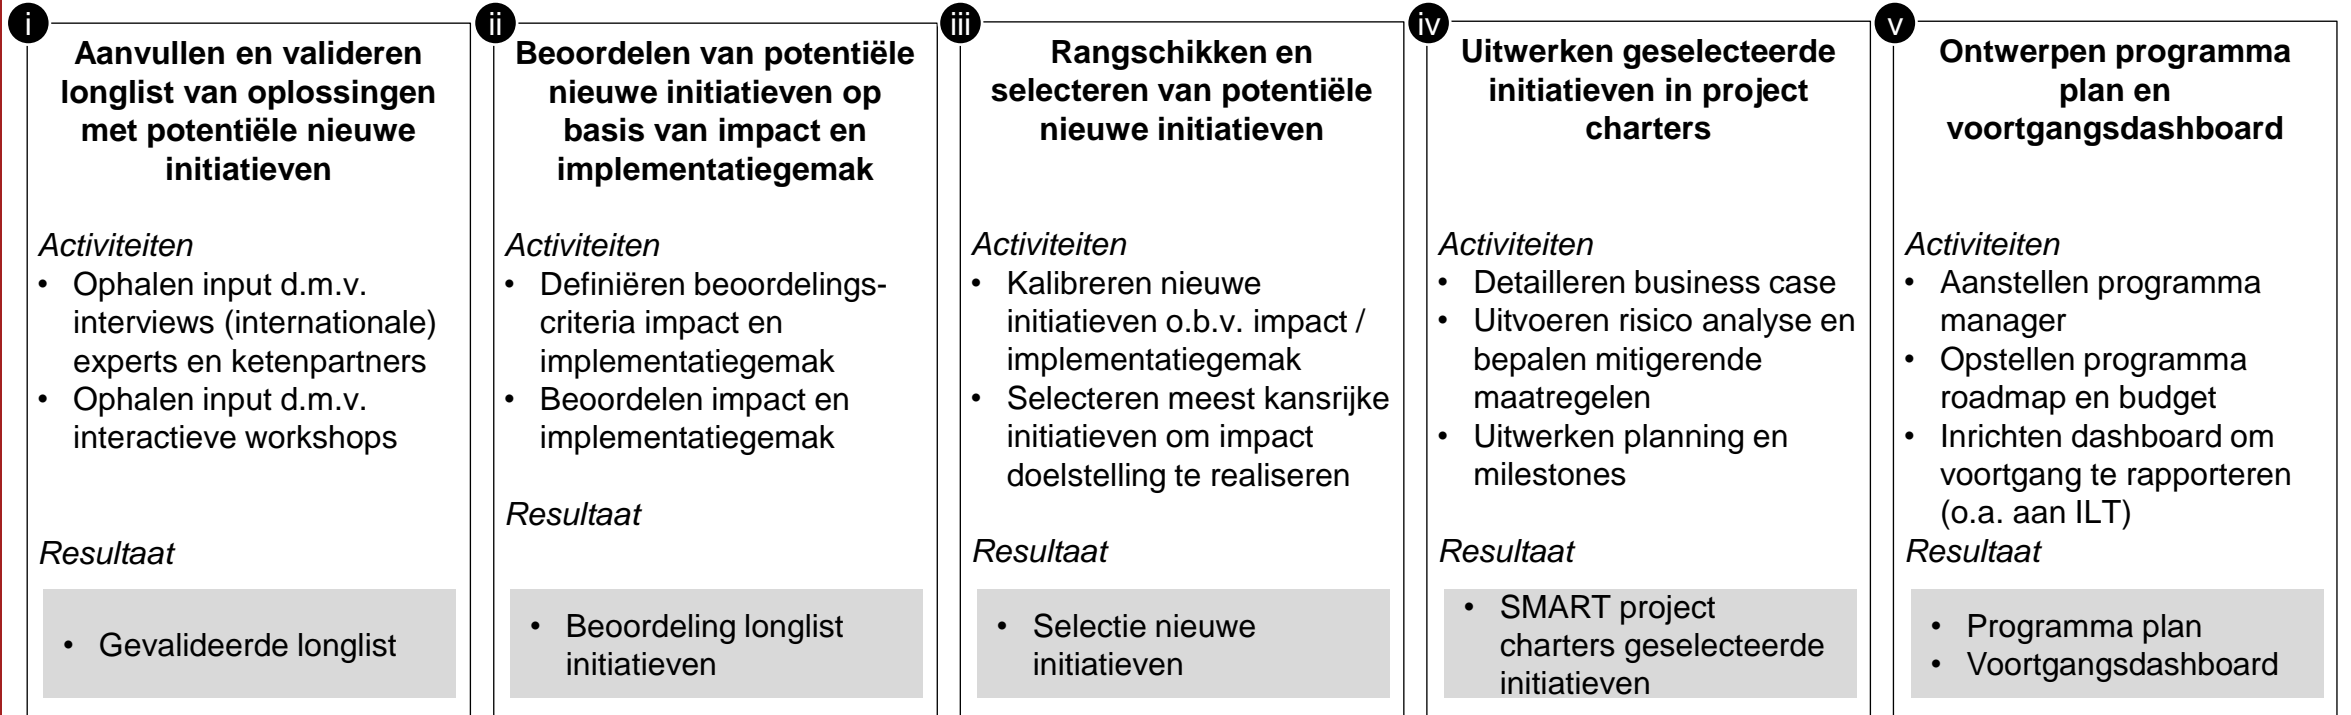 i
Aanvullen en valideren
longlist van oplossingen
met potentiële nieuwe
initiatieven
Activiteiten
• Ophalen input d.m.v.
interviews (internationale)
experts en ketenpartners
• Ophalen input d.m.v.
interactieve workshops
Resultaat
• Gevalideerde longlist
ii
Beoordelen van potentiële
nieuwe initiatieven op
basis van impact en
implementatiegemak
Activiteiten
• Definiëren beoordelings-
criteria impact en
implementatiegemak
• Beoordelen impact en
implementatiegemak
Resultaat
• Beoordeling longlist
initiatieven
iii
Rangschikken en
selecteren van potentiële
nieuwe initiatieven
Activiteiten
• Kalibreren nieuwe
initiatieven o.b.v. impact /
implementatiegemak
• Selecteren meest kansrijke
initiatieven om impact
doelstelling te realiseren
Resultaat
• Selectie nieuwe
initiatieven
iv
Uitwerken geselecteerde
initiatieven in project
charters
Activiteiten
• Detailleren business case
• Uitvoeren risico analyse en
bepalen mitigerende
maatregelen
• Uitwerken planning en
milestones
Resultaat
• SMART project
charters geselecteerde
initiatieven
v
Ontwerpen programma
plan en
voortgangsdashboard
Activiteiten
• Aanstellen programma
manager
• Opstellen programma
roadmap en budget
• Inrichten dashboard om
voortgang te rapporteren
(o.a. aan ILT)
Resultaat
• Programma plan
• Voortgangsdashboard